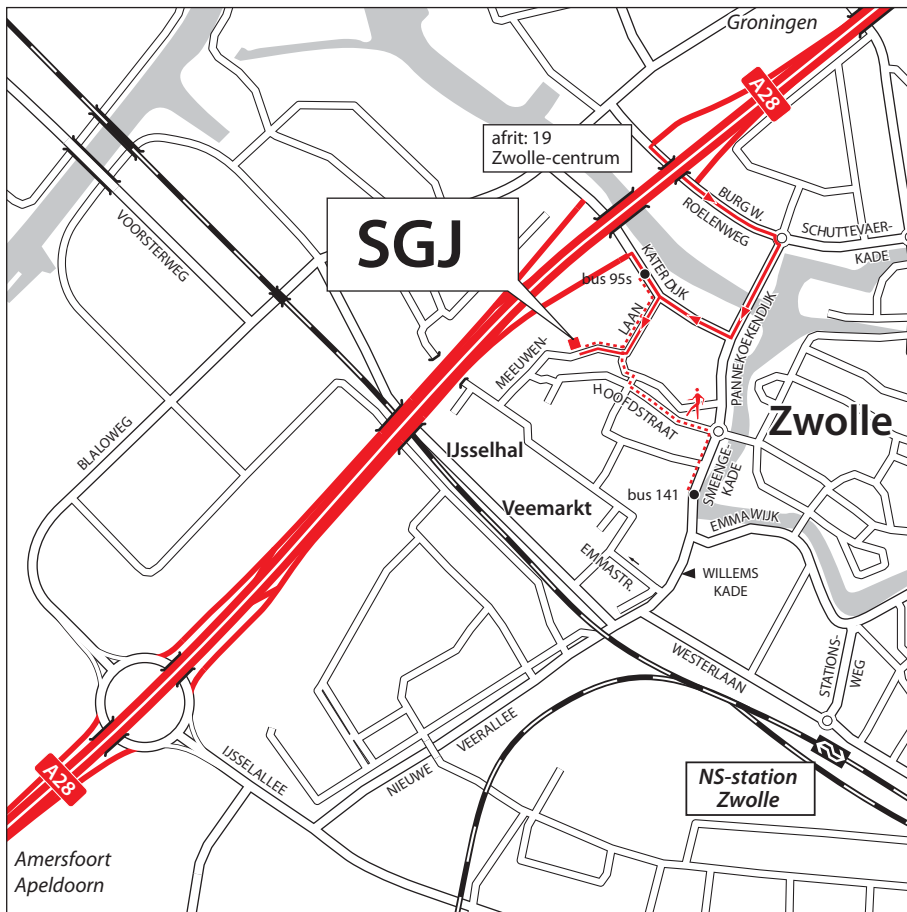 Groningen
A28
afrit: 19
Zwolle-centrum
BURG W.
ROELENWEG
SCHUTTEVAER-
KADE
VOORSTERWEG
SGJ
KATERDIJK
bus 95s
LAAN
MEEUWEN-
PANNEKOEKENDIJK
HOOFDSTRAAT
Zwolle
BLALOWEG
IJsselhal
SMEENGE-
KADE
bus 141
Veemarkt
EMMAWIJK
EMMASTR.
WILLEMS
KADE
WESTERLAAN
STATIONS-
WEG
NIEUWE VEERALLEE
IJSSELALLEE
A28
NS-station
Zwolle
Amersfoort
Apeldoorn